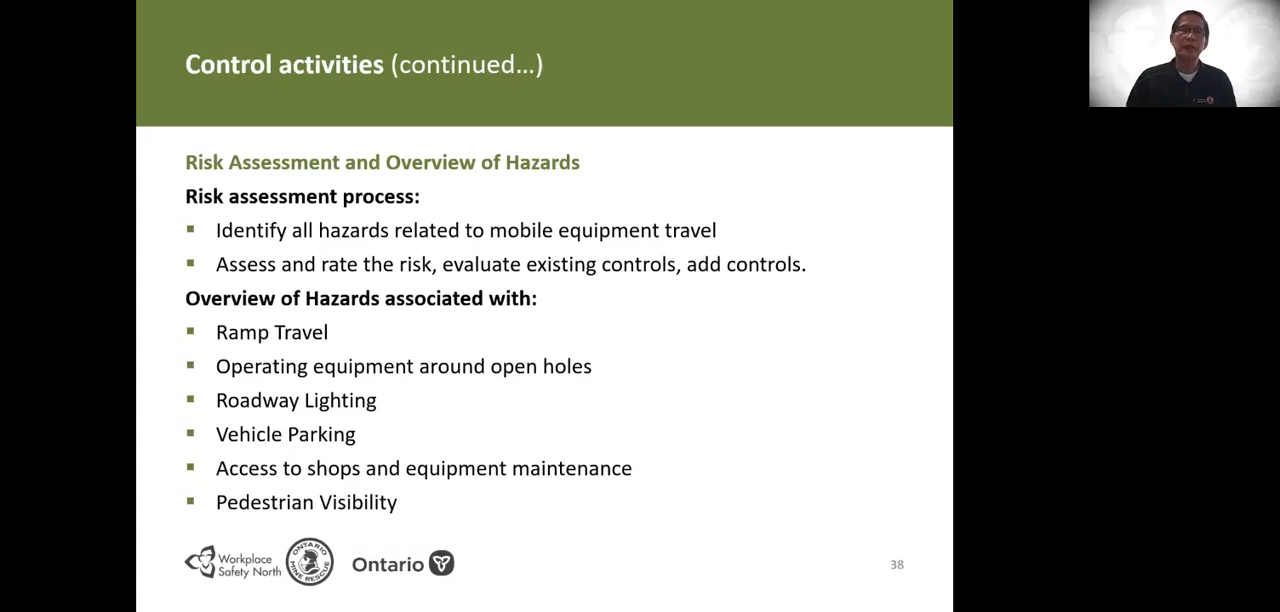 Control activities (continued...)
Risk Assessment and Overview of Hazards
Risk assessment process:
Identify all hazards related to mobile equipment travel
Assess and rate the risk, evaluate existing controls, add controls.
Overview of Hazards associated with:
Ramp Travel
Operating equipment around open holes
Roadway Lighting
Vehicle Parking
Access to shops and equipment maintenance
Pedestrian Visibility
Workplace
Safety North
ONTARIO
MINE RESCUE
Ontario
38